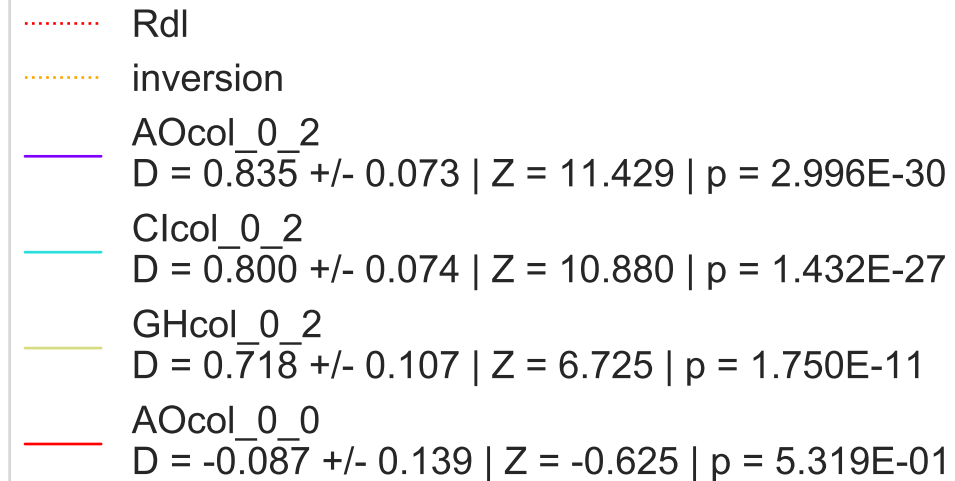 Rdl
inversion
AOcol_0_2
D = 0.835 +/- 0.073 | Z = 11.429 | p = 2.996E-30
CIcol_0_2
D = 0.800 +/- 0.074 | Z = 10.880 | p = 1.432E-27
GHcol_0_2
D = 0.718 +/- 0.107 | Z = 6.725 | p = 1.750E-11
AOcol_0_0
D = -0.087 +/- 0.139 | Z = -0.625 | p = 5.319E-01